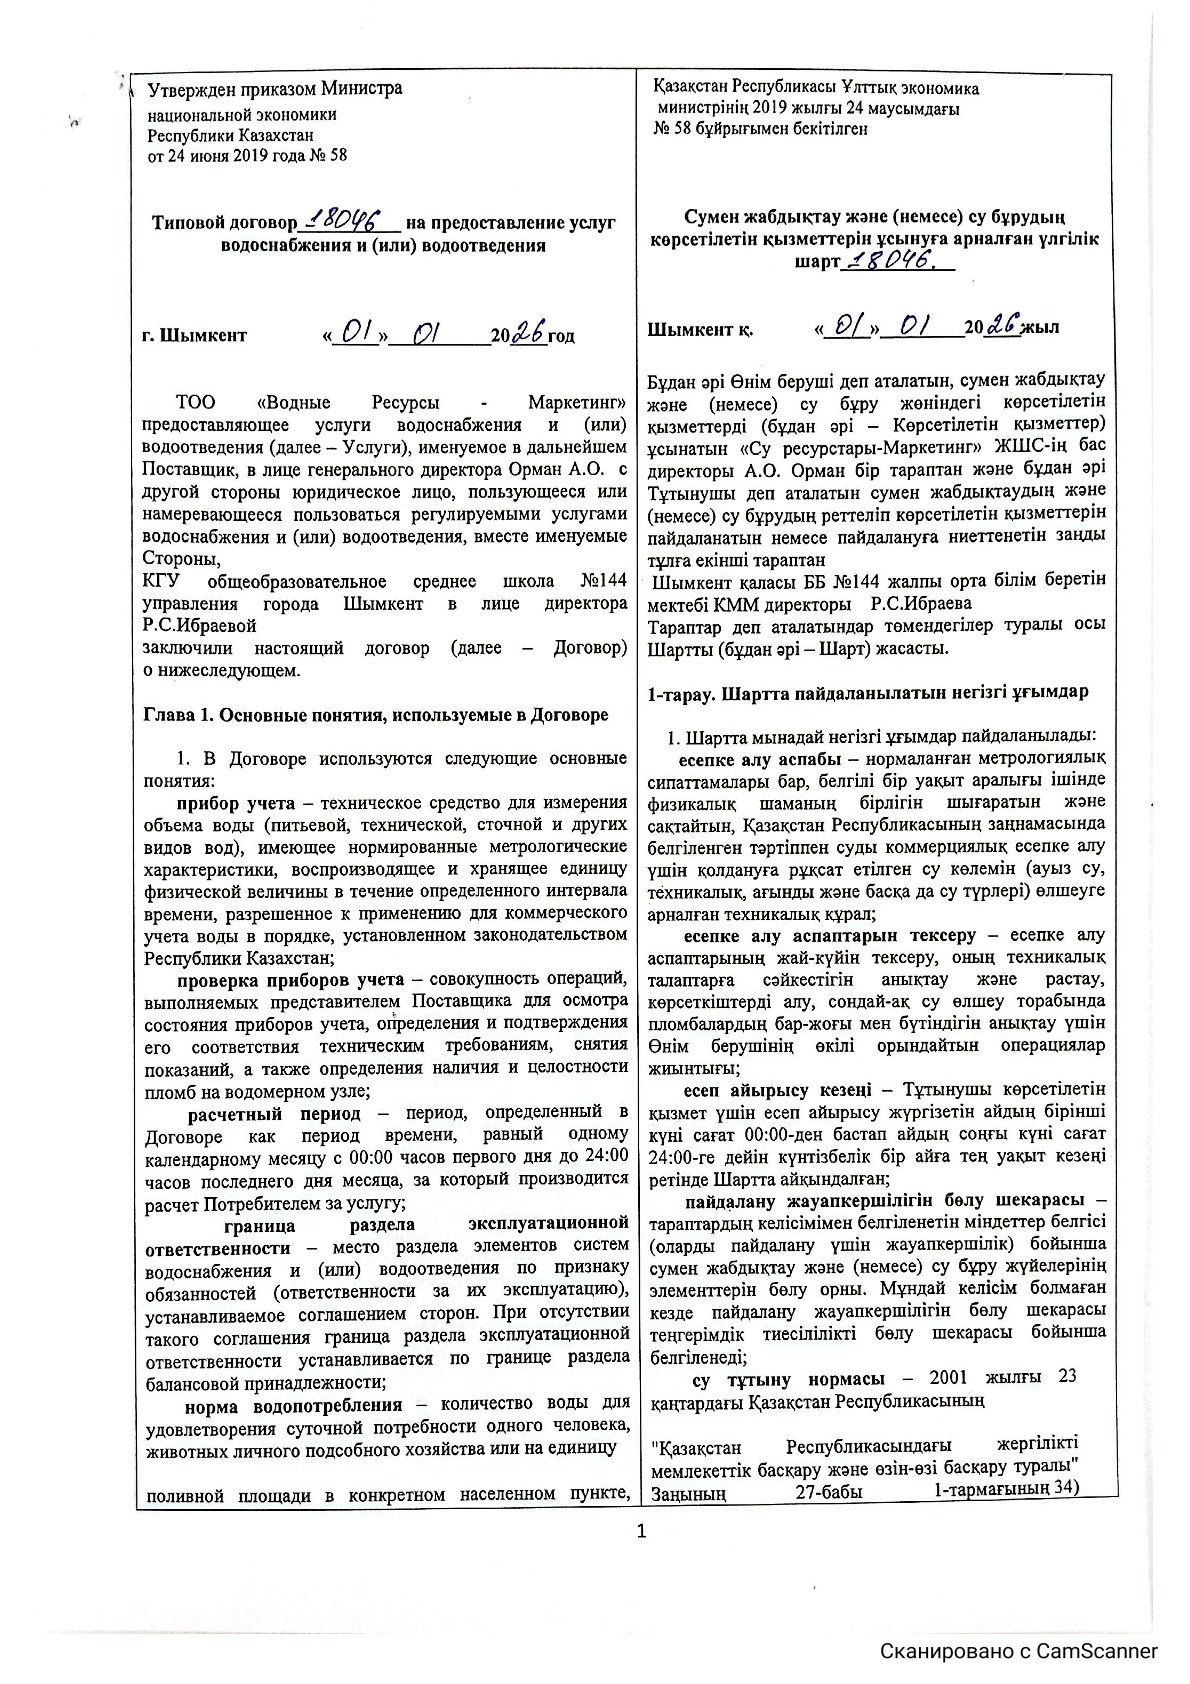 Утвержден приказом Министра
национальной экономики
Республики Казахстан
от 24 июня 2019 года № 58
Типовой договор 18046 на предоставление услуг
водоснабжения и (или) водоотведения
г. Шымкент « 01 » 01 2026 год
ТОО «Водные Ресурсы - Маркетинг»
предоставляющее услуги водоснабжения и (или)
водоотведения (далее – Услуги), именуемое в дальнейшем
Поставщик, в лице генерального директора Орман А.О. с
другой стороны юридическое лицо, пользующееся или
намеревающееся пользоваться регулируемыми услугами
водоснабжения и (или) водоотведения, вместе именуемые
Стороны,
КГУ общеобразовательное среднее школа №144
управления города Шымкент в лице директора
Р.С.Ибраевой
заключили настоящий договор (далее – Договор)
о нижеследующем.
Глава 1. Основные понятия, используемые в Договоре
1. В Договоре используются следующие основные
понятия:
прибор учета – техническое средство для измерения
объема воды (питьевой, технической, сточной и других
видов вод), имеющее нормированные метрологические
характеристики, воспроизводящее и хранящее единицу
физической величины в течение определенного интервала
времени, разрешенное к применению для коммерческого
учета воды в порядке, установленном законодательством
Республики Казахстан;
проверка приборов учета – совокупность операций,
выполняемых представителем Поставщика для осмотра
состояния приборов учета, определения и подтверждения
его соответствия техническим требованиям, снятия
показаний, а также определения наличия и целостности
пломб на водомерном узле;
расчетный период – период, определенный в
Договоре как период времени, равный одному
календарному месяцу с 00:00 часов первого дня до 24:00
часов последнего дня месяца, за который производится
расчет Потребителем за услугу;
граница раздела эксплуатационной
ответственности – место раздела элементов систем
водоснабжения и (или) водоотведения по признаку
обязанностей (ответственности за их эксплуатацию),
устанавливаемое соглашением сторон. При отсутствии
такого соглашения граница раздела эксплуатационной
ответственности устанавливается по границе раздела
балансовой принадлежности;
норма водопотребления – количество воды для
удовлетворения суточной потребности одного человека,
животных личного подсобного хозяйства или на единицу
поливной площади в конкретном населенном пункте,
Қазақстан Республикасы Ұлттық экономика
министрінің 2019 жылғы 24 маусымдағы
№ 58 бұйрығымен бекітілген
Сумен жабдықтау және (немесе) су бұрудың
көрсетілетін қызметтерін ұсынуға арналған үлгілік
шарт 18046.
Шымкент қ. « 01 » 01 2026 жыл
Бұдан әрі Өнім беруші деп аталатын, сумен жабдықтау
және (немесе) су бұру жөніндегі көрсетілетін
қызметтерді (бұдан әрі – Көрсетілетін қызметтер)
ұсынатын «Су ресурстары-Маркетинг» ЖШС-ің бас
директоры А.О. Орман бір тараптан және бұдан әрі
Тұтынушы деп аталатын сумен жабдықтаудың және
(немесе) су бұрудың реттеліп көрсетілетін қызметтерін
пайдаланатын немесе пайдалануға ниеттенетін заңды
тұлға екінші тараптан
Шымкент қаласы ББ №144 жалпы орта білім беретін
мектебі КММ директоры Р.С.Ибраева
Тараптар деп аталатындар төмендегілер туралы осы
Шартты (бұдан әрі – Шарт) жасасты.
1-тарау. Шартта пайдаланылатын негізгі ұғымдар
1. Шартта мынадай негізгі ұғымдар пайдаланылады:
есепке алу аспабы – нормаланған метрологиялық
сипаттамалары бар, белгілі бір уақыт аралығы ішінде
физикалық шаманың бірлігін шығаратын және
сақтайтын, Қазақстан Республикасының заңнамасында
белгіленген тәртіппен суды коммерциялық есепке алу
үшін қолдануға рұқсат етілген су көлемін (ауыз су,
техникалық, ағынды және басқа да су түрлері) өлшеуге
арналған техникалық құрал;
есепке алу аспаптарын тексеру – есепке алу
аспаптарының жай-күйін тексеру, оның техникалық
талаптарға сәйкестігін анықтау және растау,
көрсеткіштерді алу, сондай-ақ су өлшеу торабында
пломбалардың бар-жоғы мен бүтіндігін анықтау үшін
Өнім берушінің өкілі орындайтын операциялар
жиынтығы;
есеп айырысу кезеңі – Тұтынушы көрсетілетін
қызмет үшін есеп айырысу жүргізетін айдың бірінші
күні сағат 00:00-ден бастап айдың соңғы күні сағат
24:00-ге дейін күнтізбелік бір айға тең уақыт кезеңі
ретінде Шартта айқындалған;
пайдалану жауапкершілігін бөлу шекарасы –
тараптардың келісімімен белгіленетін міндеттер белгісі
(оларды пайдалану үшін жауапкершілік) бойынша
сумен жабдықтау және (немесе) су бұру жүйелерінің
элементтерін бөлу орны. Мұндай келісім болмаған
кезде пайдалану жауапкершілігін бөлу шекарасы
теңгерімдік тиесілілікті бөлу шекарасы бойынша
белгіленеді;
су тұтыну нормасы – 2001 жылғы 23
қаңтардағы Қазақстан Республикасының
"Қазақстан Республикасындағы жергілікті
мемлекеттік басқару және өзін-өзі басқару туралы"
Заңының 27-бабы 1-тармағының 34)
1
Сканировано с CamScanner